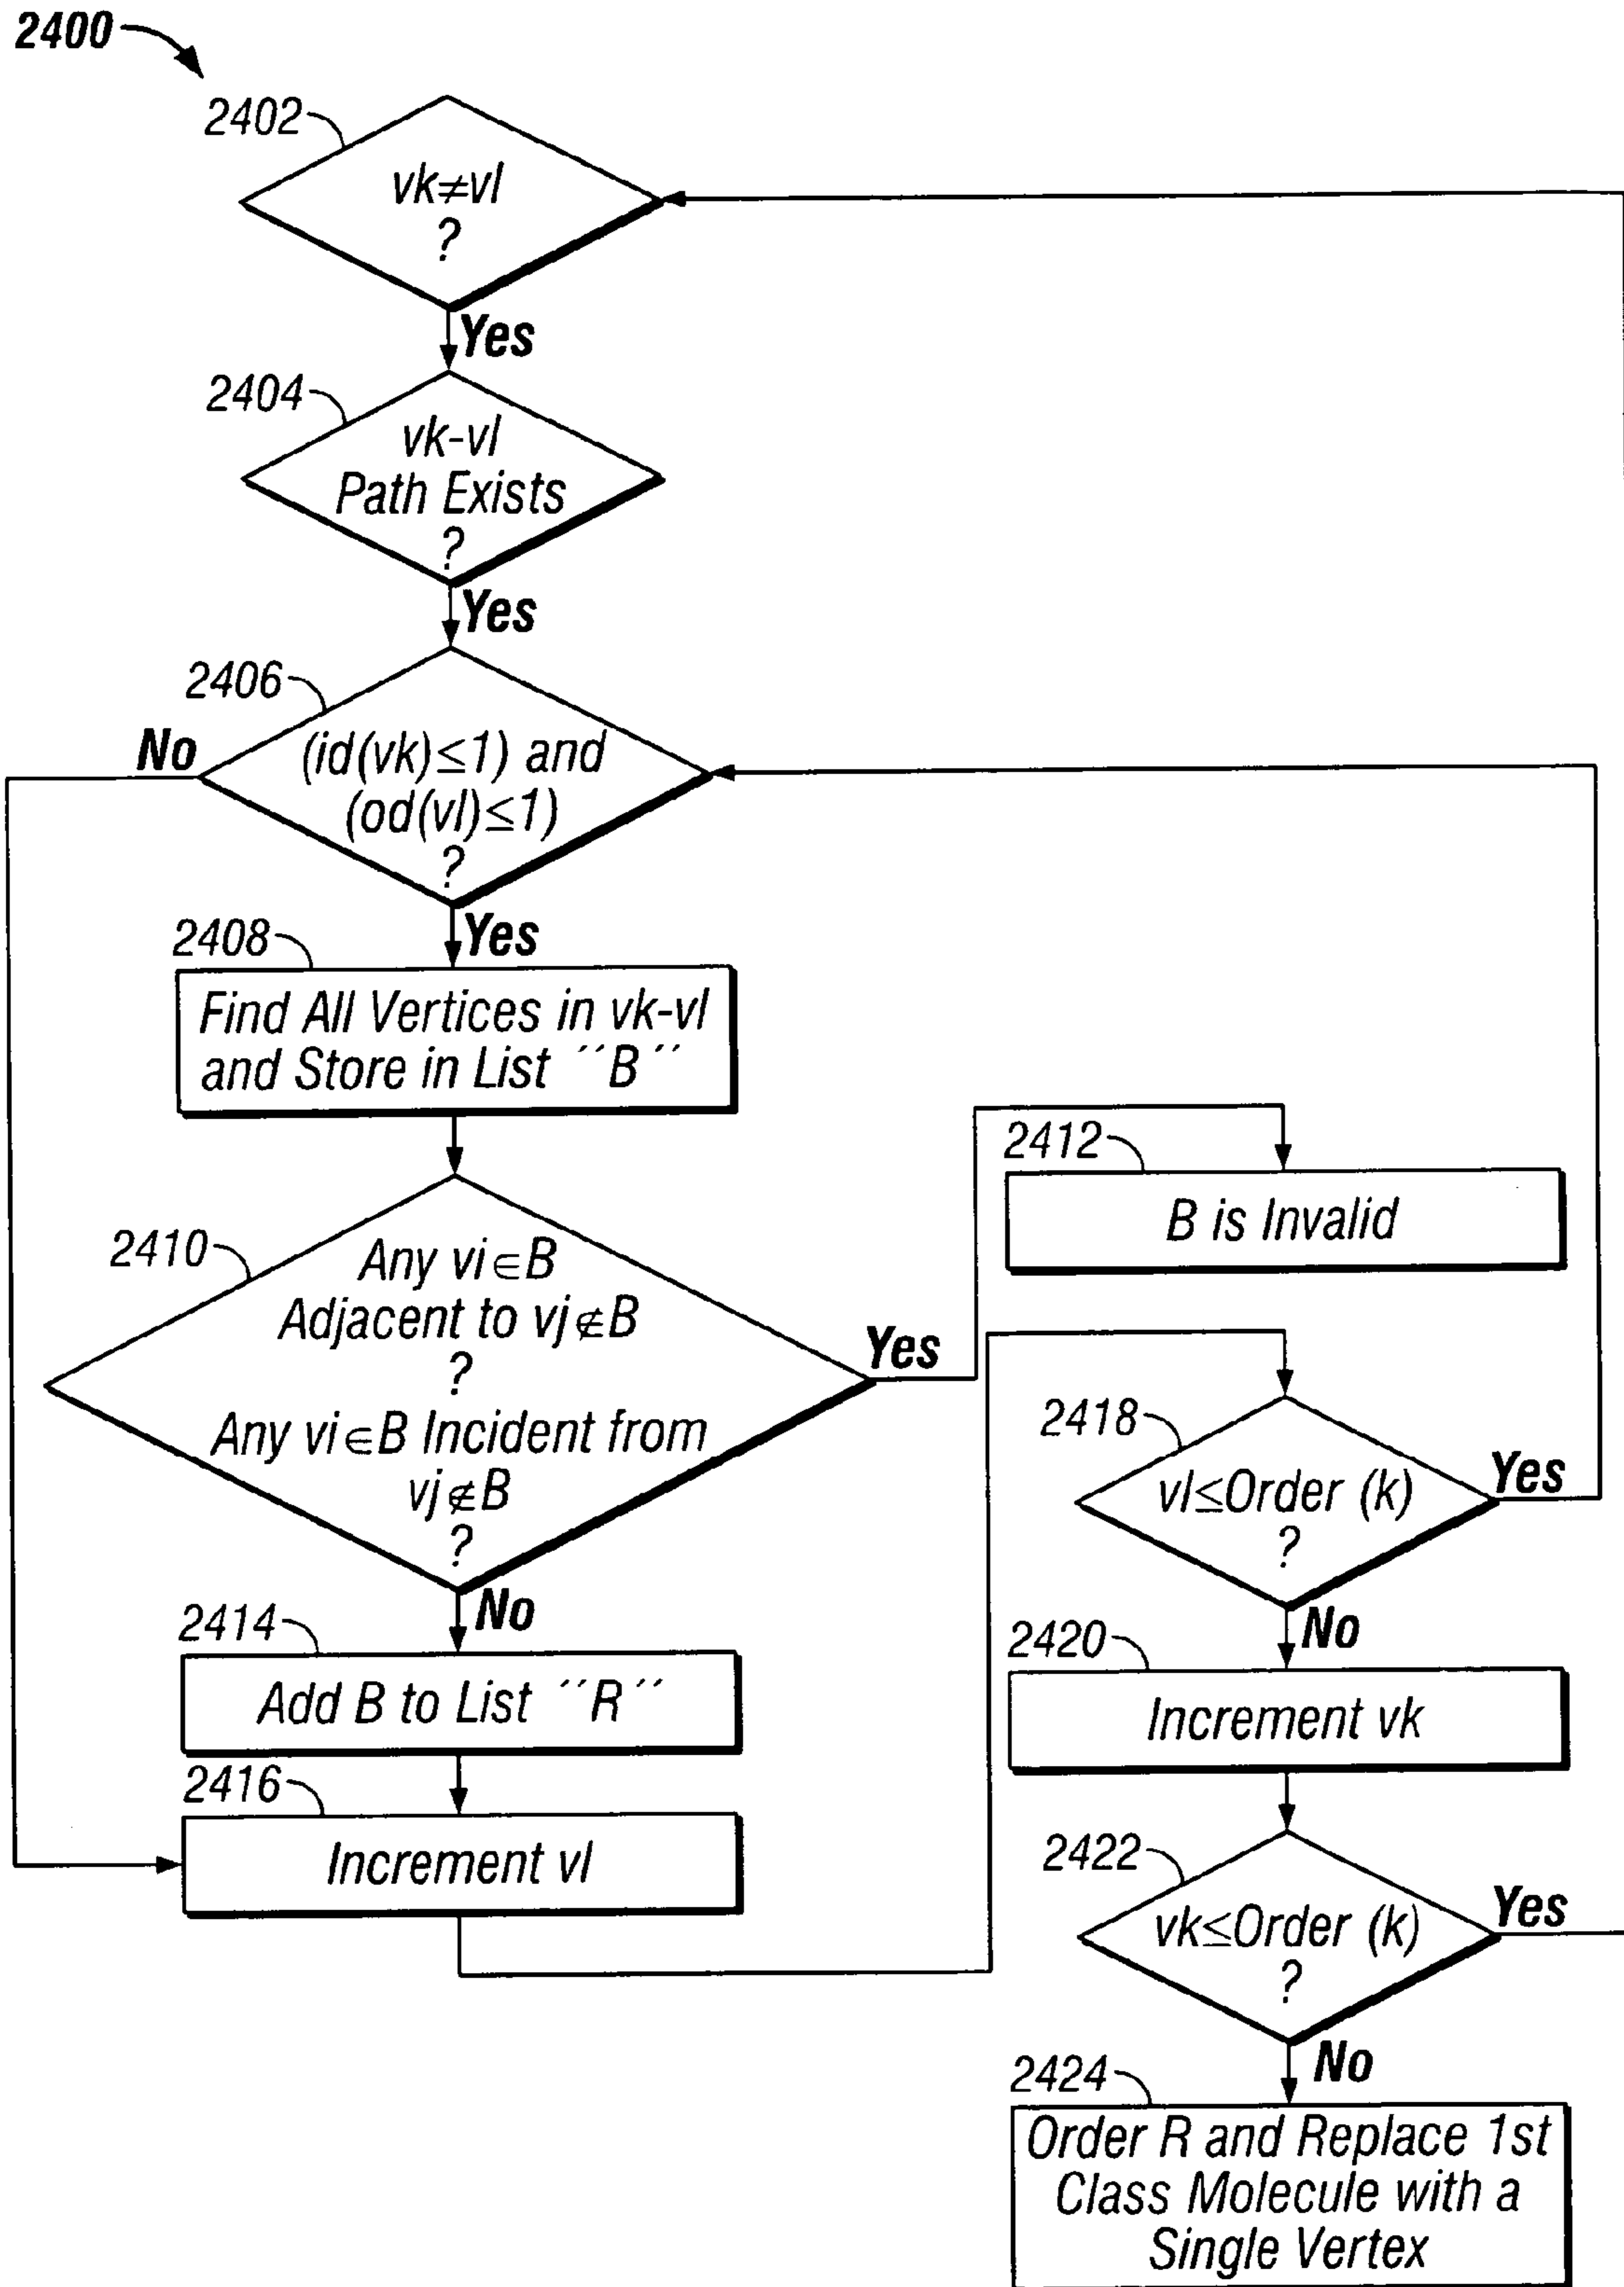 2400
2402
vk≠vl
?
Yes
2404
vk-vl
Path Exists
?
Yes
2406
No
(id(vk)≤1) and
(od(vl)≤1)
?
Yes
2408
Find All Vertices in vk-vl
and Store in List ´´B´´
2410
Any vi∈B
Adjacent to vj∉B
?
Any vi∈B Incident from
vj∉B
?
Yes
No
2412
B is Invalid
2414
Add B to List ´´R´´
2416
Increment vl
2418
vl≤Order (k)
?
Yes
No
2420
Increment vk
2422
vk≤Order (k)
?
Yes
No
2424
Order R and Replace 1st
Class Molecule with a
Single Vertex